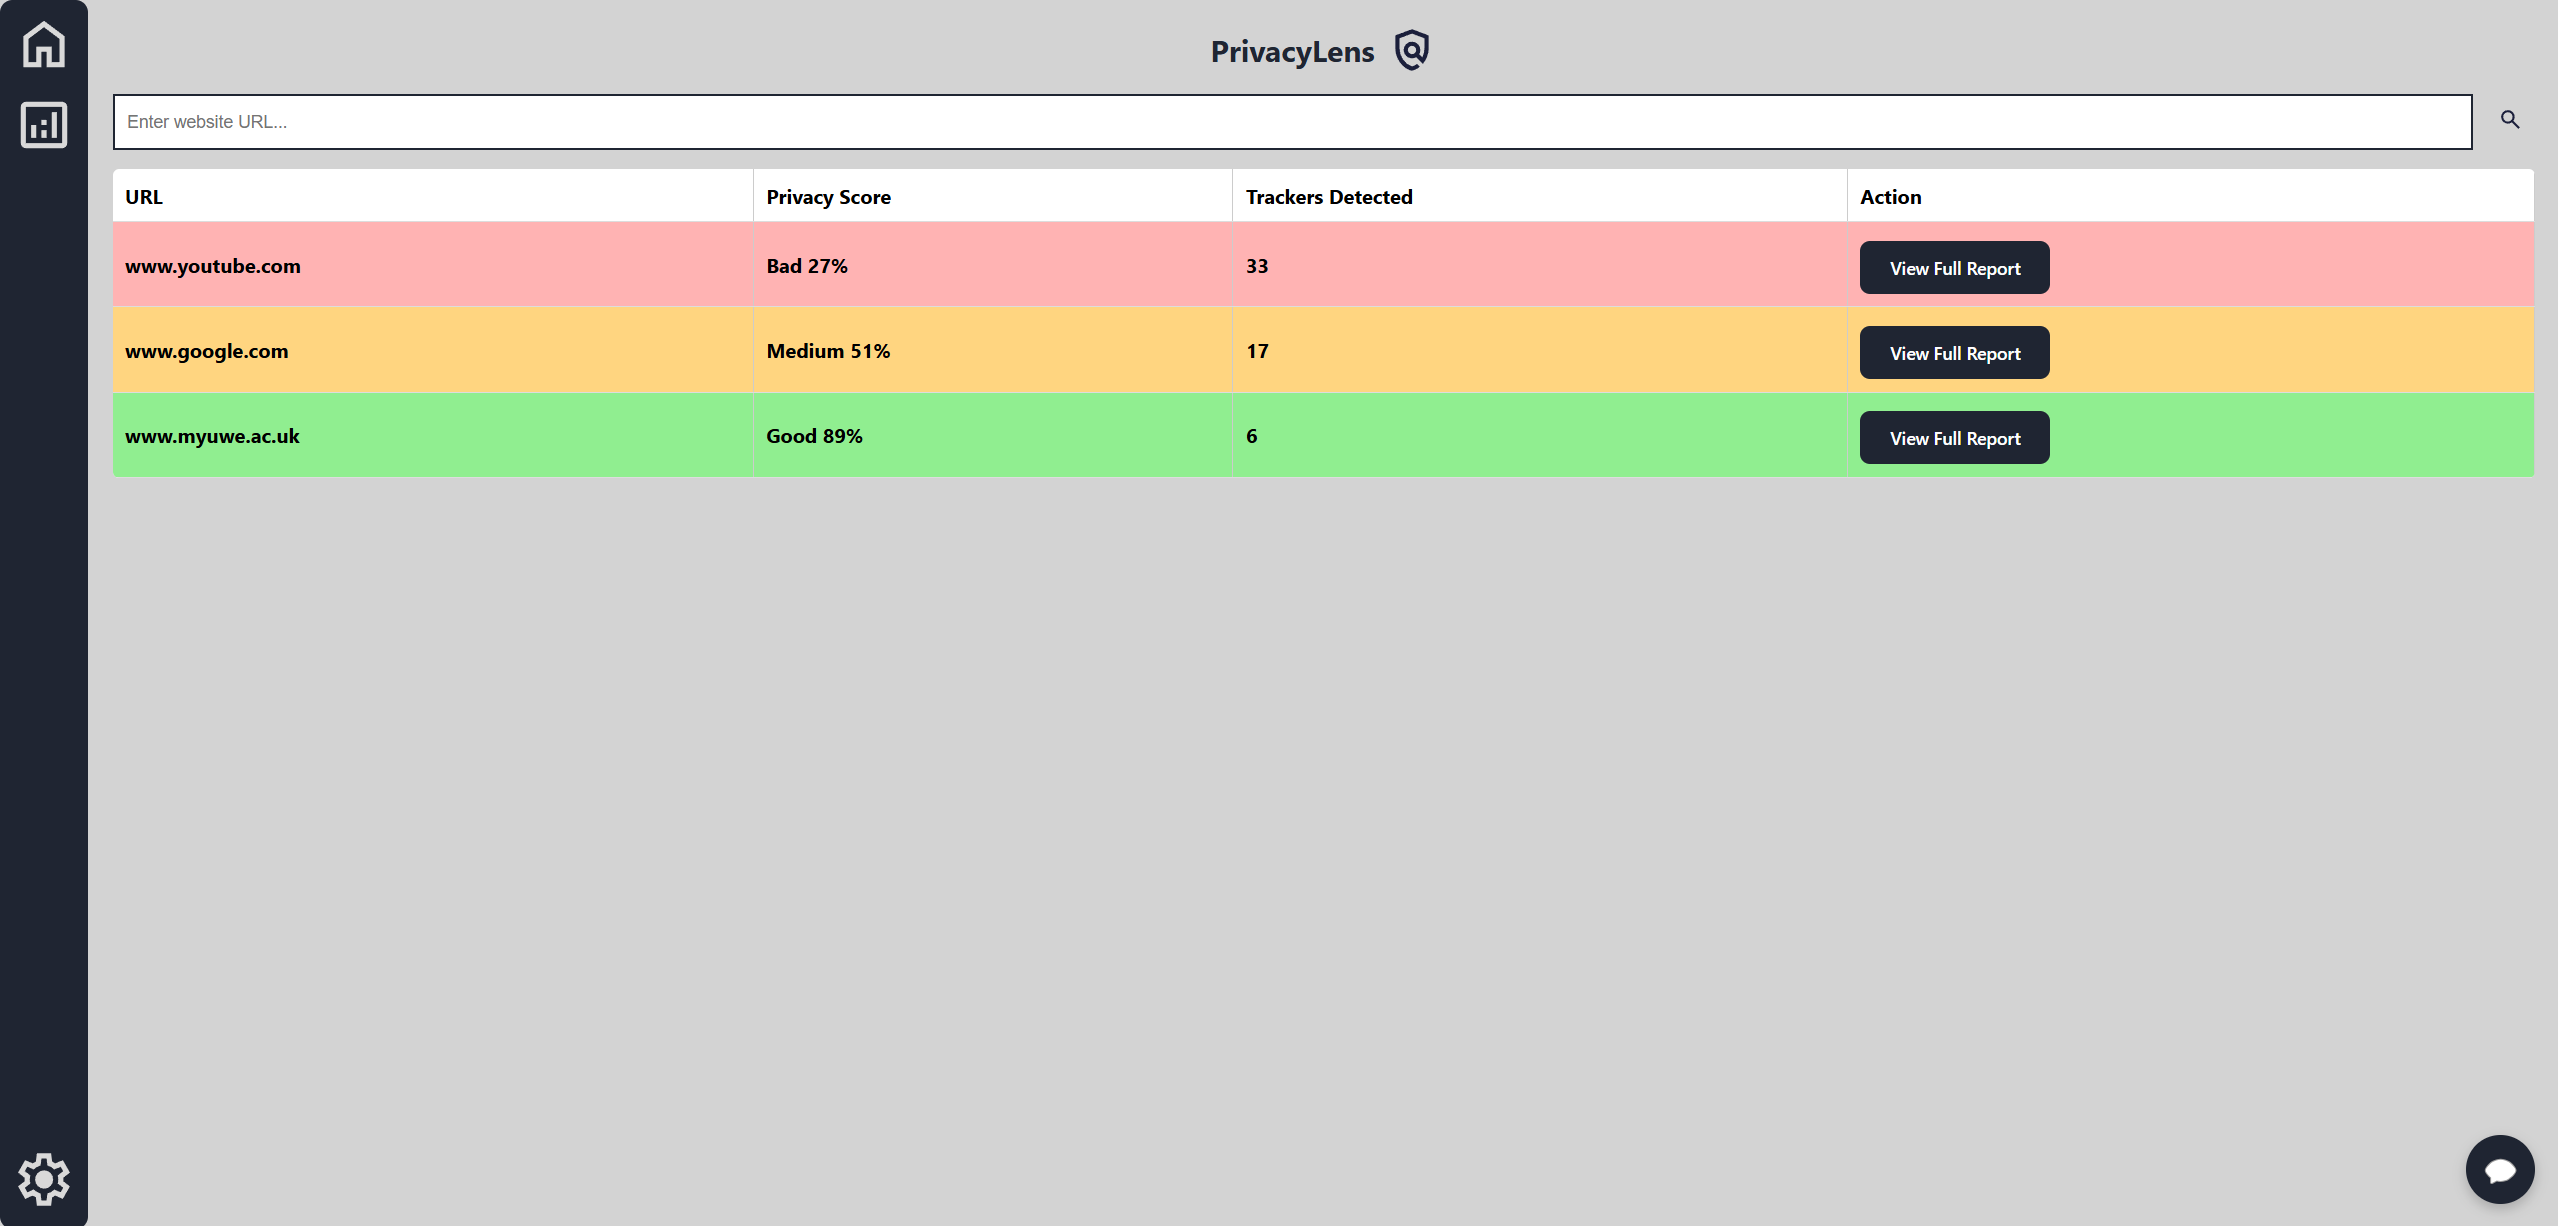 PrivacyLens
Enter website URL...
URL Privacy Score Trackers Detected Action
www.youtube.com Bad 27% 33 View Full Report
www.google.com Medium 51% 17 View Full Report
www.myuwe.ac.uk Good 89% 6 View Full Report